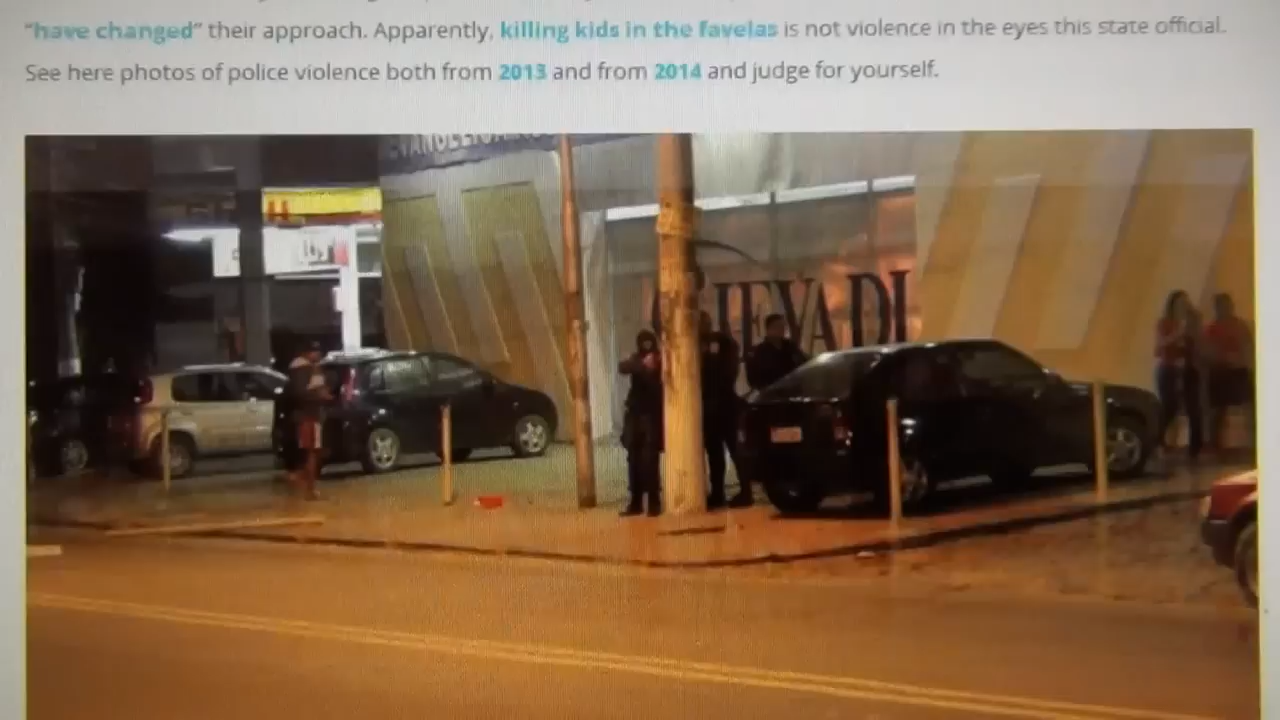 "have changed" their approach. Apparently, killing kids in the favelas is not violence in the eyes this state official.
See here photos of police violence both from 2013 and from 2014 and judge for yourself.